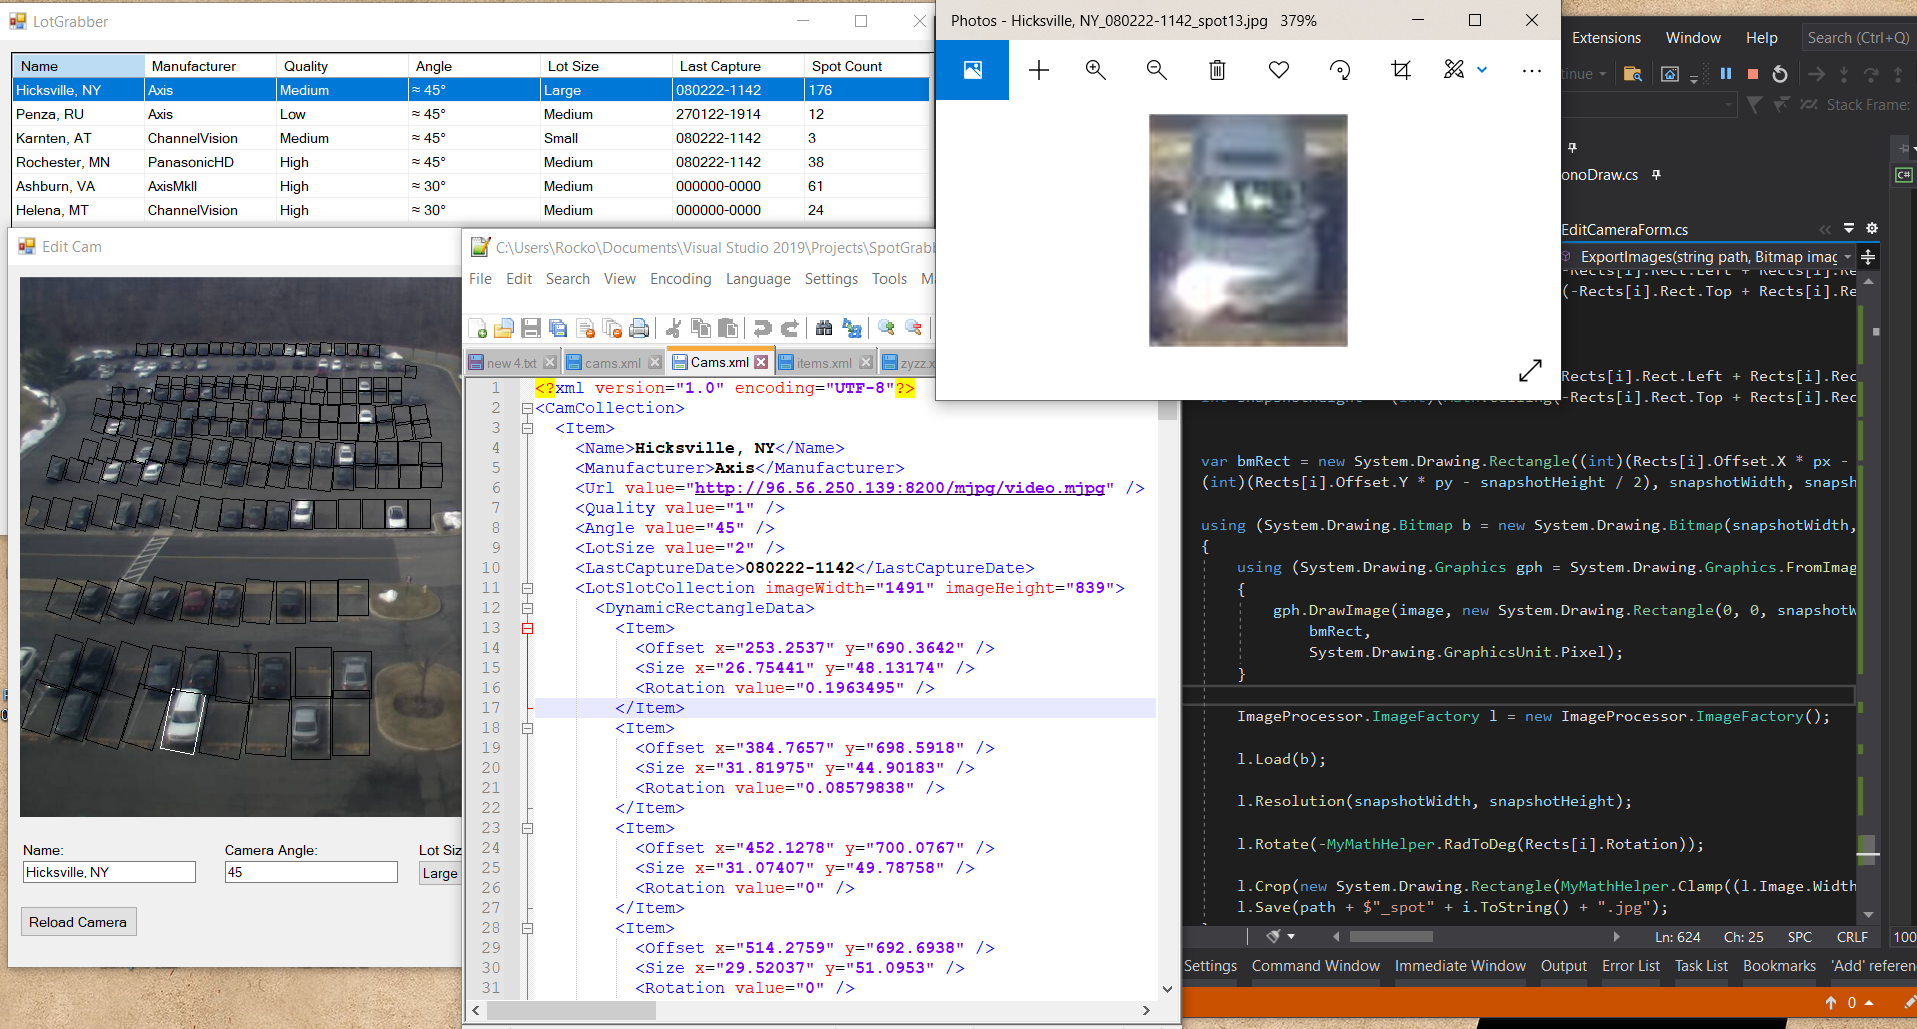 LotGrabber
Name Manufacturer Quality Angle Lot Size Last Capture Spot Count
Hicksville, NY Axis Medium ≈ 45° Large 080222-1142 176
Penza, RU Axis Low ≈ 45° Medium 270122-1914 12
Karnten, AT ChannelVision Medium ≈ 45° Small 080222-1142 3
Rochester, MN PanasonicHD High ≈ 45° Medium 080222-1142 38
Ashburn, VA AxisMkII High ≈ 30° Medium 000000-0000 61
Helena, MT ChannelVision High ≈ 30° Medium 000000-0000 24
Edit Cam
Name:
Hicksville, NY
Camera Angle:
45
Lot Siz
Large
Reload Camera
C:\Users\Rocko\Documents\Visual Studio 2019\Projects\SpotGrabb
File Edit Search View Encoding Language Settings Tools Ma
new 4.txt cams.xml Cams.xml items.xml zyzz.x
1 <?xml version="1.0" encoding="UTF-8"?>
2 <CamCollection>
3 <Item>
4 <Name>Hicksville, NY</Name>
5 <Manufacturer>Axis</Manufacturer>
6 <Url value="http://96.56.250.139:8200/mjpg/video.mjpg" />
7 <Quality value="1" />
8 <Angle value="45" />
9 <LotSize value="2" />
10 <LastCaptureDate>080222-1142</LastCaptureDate>
11 <LotSlotCollection imageWidth="1491" imageHeight="839">
12 <DynamicRectangleData>
13 <Item>
14 <Offset x="253.2537" y="690.3642" />
15 <Size x="26.75441" y="48.13174" />
16 <Rotation value="0.1963495" />
17 </Item>
18 <Item>
19 <Offset x="384.7657" y="698.5918" />
20 <Size x="31.81975" y="44.90183" />
21 <Rotation value="0.08579838" />
22 </Item>
23 <Item>
24 <Offset x="452.1278" y="700.0767" />
25 <Size x="31.07407" y="49.78758" />
26 <Rotation value="0" />
27 </Item>
28 <Item>
29 <Offset x="514.2759" y="692.6938" />
30 <Size x="29.52037" y="51.0953" />
31 <Rotation value="0" />
Photos - Hicksville, NY_080222-1142_spot13.jpg 379%
Extensions Window Help Search (Ctrl+Q)
tinue
Stack Frame:
onoDraw.cs
C#
EditCameraForm.cs
ExportImages(string path, Bitmap imag
-Rects[i].Rect.Left + Rects[i].Re
(-Rects[i].Rect.Top + Rects[i].Re
Rects[i].Rect.Left + Rects[i].Rec
int snapshotHeight = (int)(Math.Ceiling(-Rects[i].Rect.Top + Rects[i].Rec
var bmRect = new System.Drawing.Rectangle((int)(Rects[i].Offset.X * px -
(int)(Rects[i].Offset.Y * py - snapshotHeight / 2), snapshotWidth, snapsh
using (System.Drawing.Bitmap b = new System.Drawing.Bitmap(snapshotWidth,
{
using (System.Drawing.Graphics gph = System.Drawing.Graphics.FromImag
{
gph.DrawImage(image, new System.Drawing.Rectangle(0, 0, snapshotW
bmRect,
System.Drawing.GraphicsUnit.Pixel);
}
ImageProcessor.ImageFactory l = new ImageProcessor.ImageFactory();
l.Load(b);
l.Resolution(snapshotWidth, snapshotHeight);
l.Rotate(-MyMathHelper.RadToDeg(Rects[i].Rotation));
l.Crop(new System.Drawing.Rectangle(MyMathHelper.Clamp((l.Image.Width
l.Save(path + $"_spot" + i.ToString() + ".jpg");
Ln: 624 Ch: 25 SPC CRLF 100
Settings Command Window Immediate Window Output Error List Task List Bookmarks 'Add' referen
0